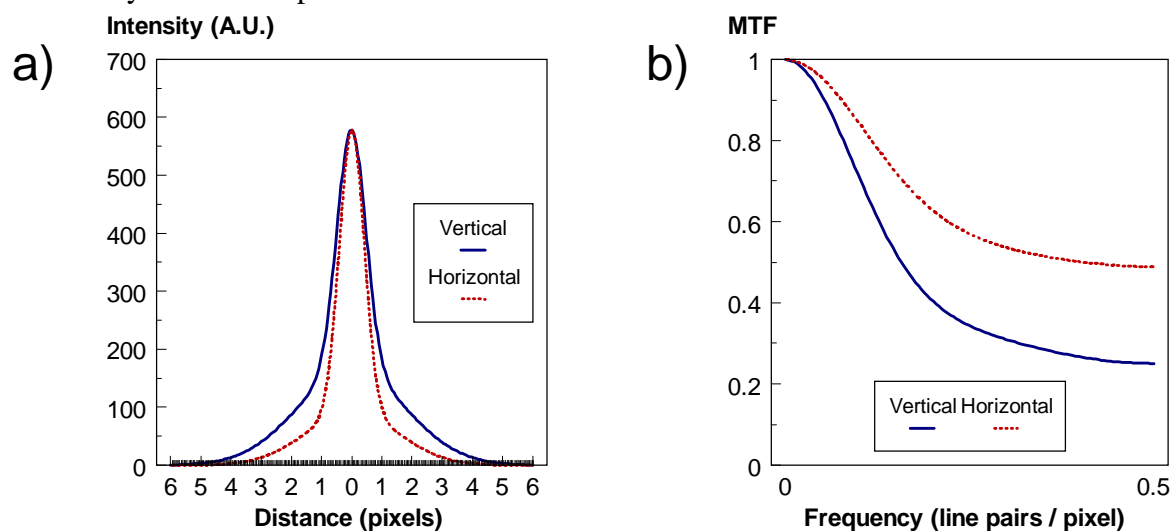 a)
Intensity (A.U.)
700
600
500
400
300
200
100
0
Vertical
Horizontal
6 5 4 3 2 1 0 1 2 3 4 5 6
Distance (pixels)
b)
MTF
1
0.8
0.6
0.4
0.2
0
Vertical Horizontal
0 0.5
Frequency (line pairs / pixel)